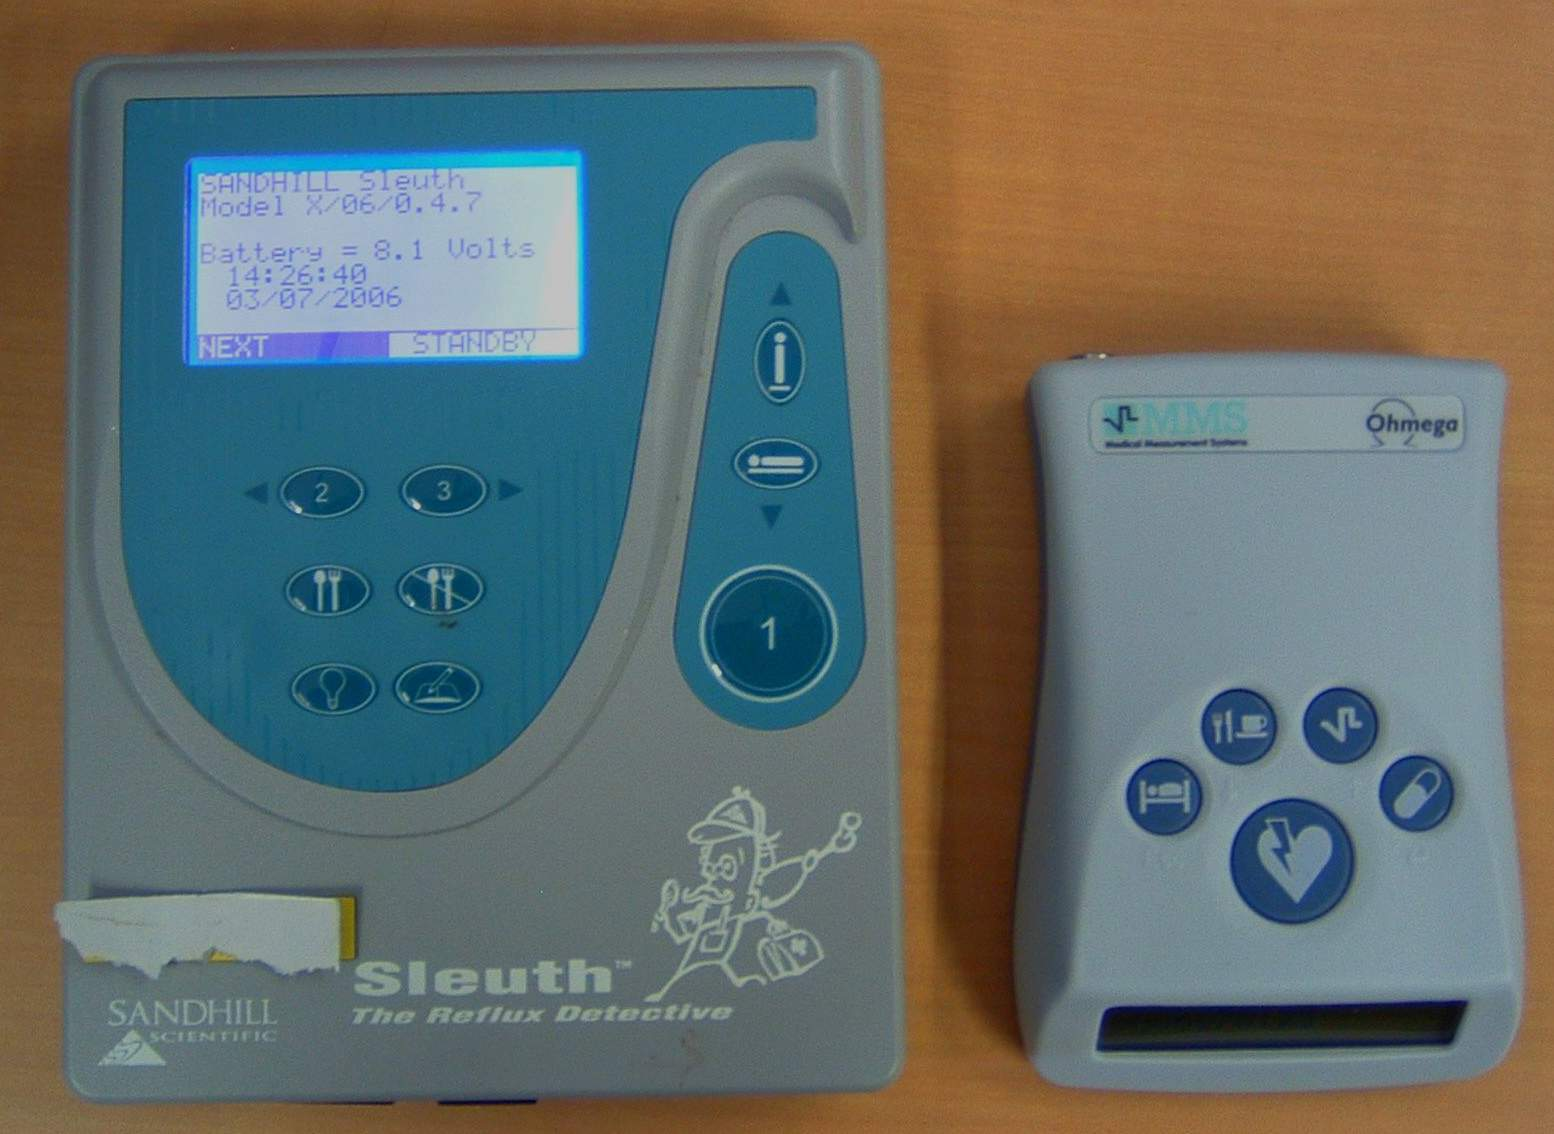 SANDHILL Sleuth
Model X/06/0.4.7
Battery = 8.1 Volts
14:26:40
03/07/2006
NEXT STANDBY
2 3
1
Sleuth™
The Reflux Detective
SANDHILL
SCIENTIFIC
MMS
Medical Measurement Systems
Ohmega